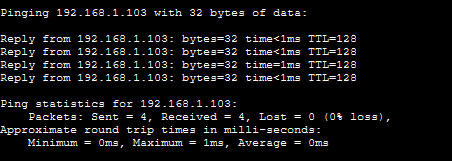 Pinging 192.168.1.103 with 32 bytes of data:
Reply from 192.168.1.103: bytes=32 time<1ms TTL=128
Reply from 192.168.1.103: bytes=32 time<1ms TTL=128
Reply from 192.168.1.103: bytes=32 time=1ms TTL=128
Reply from 192.168.1.103: bytes=32 time<1ms TTL=128
Ping statistics for 192.168.1.103:
Packets: Sent = 4, Received = 4, Lost = 0 (0% loss),
Approximate round trip times in milli-seconds:
Minimum = 0ms, Maximum = 1ms, Average = 0ms